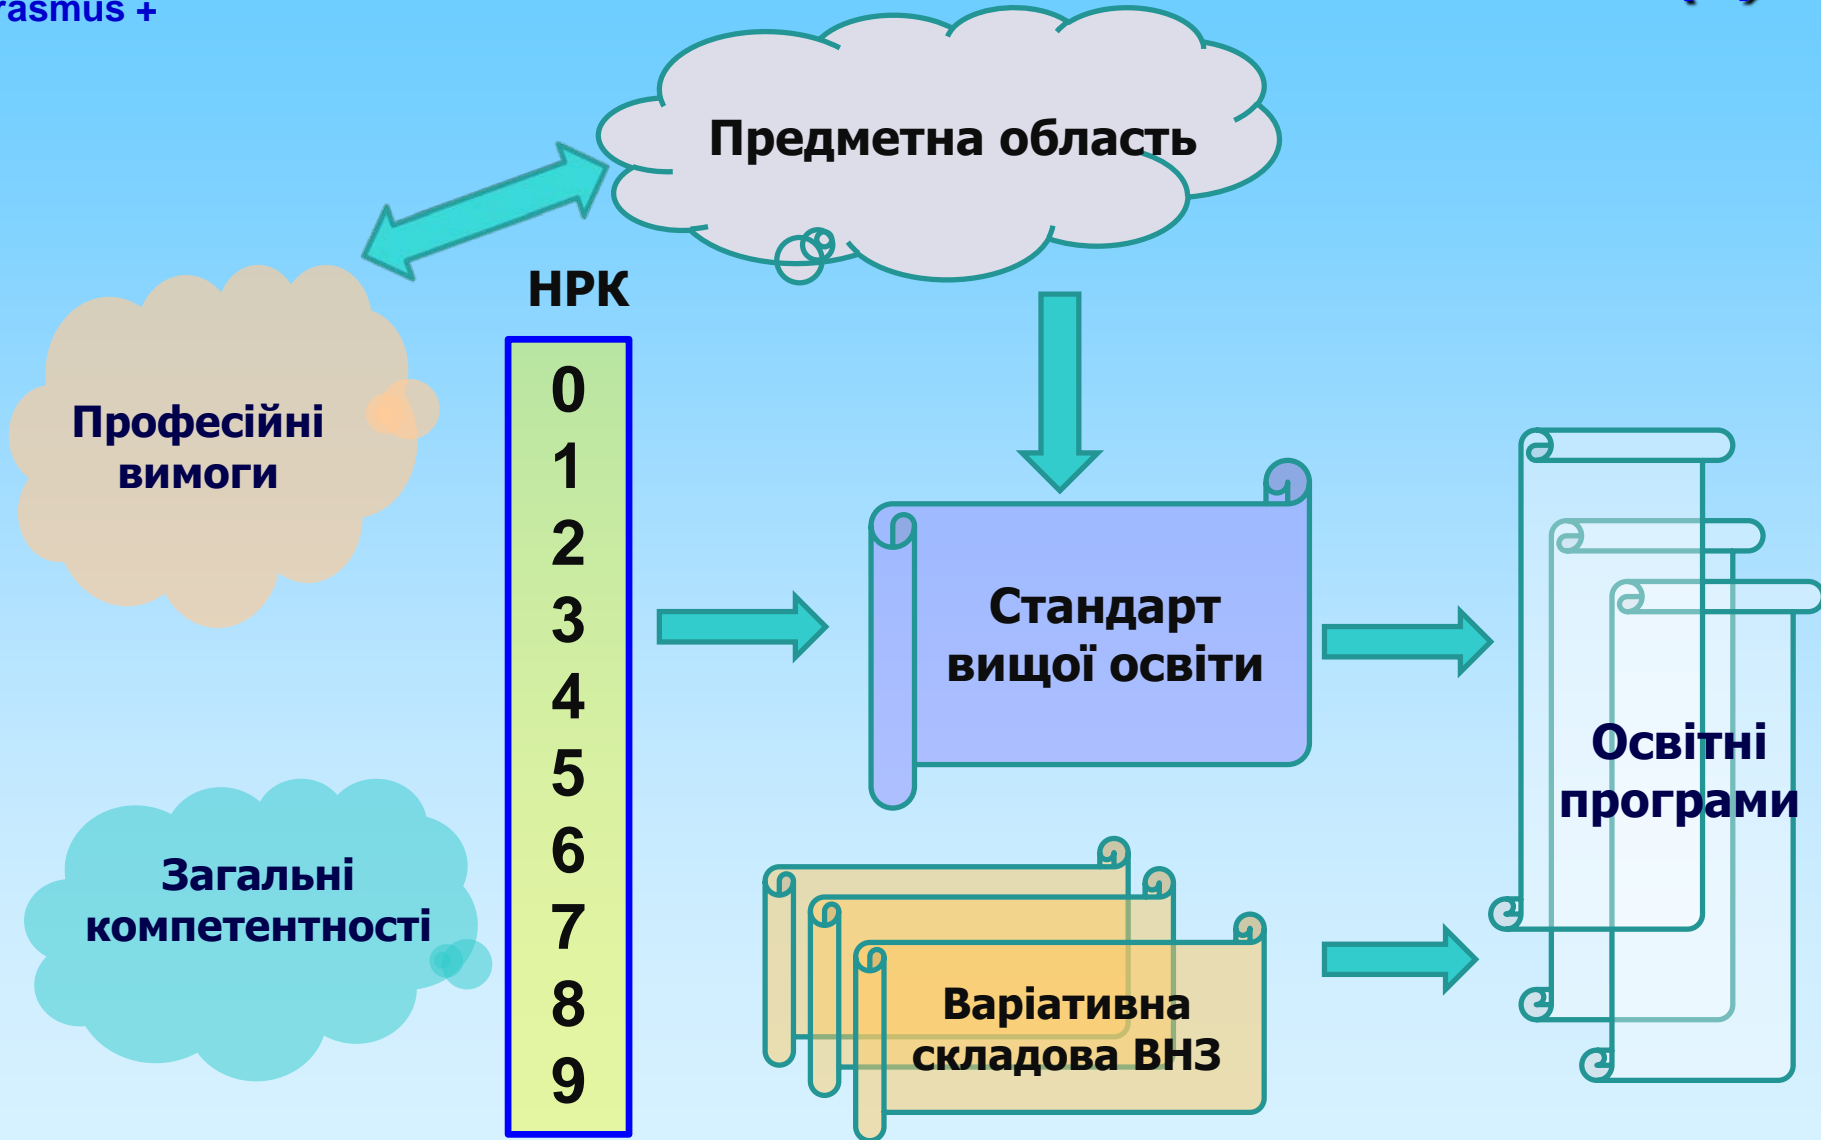 rasmus +
Предметна область
НРК
Професійні
вимоги
0
1
2
3
4
5
6
7
8
9
Загальні
компетентності
Стандарт
вищої освіти
Варіативна
складова ВНЗ
Освітні
програми